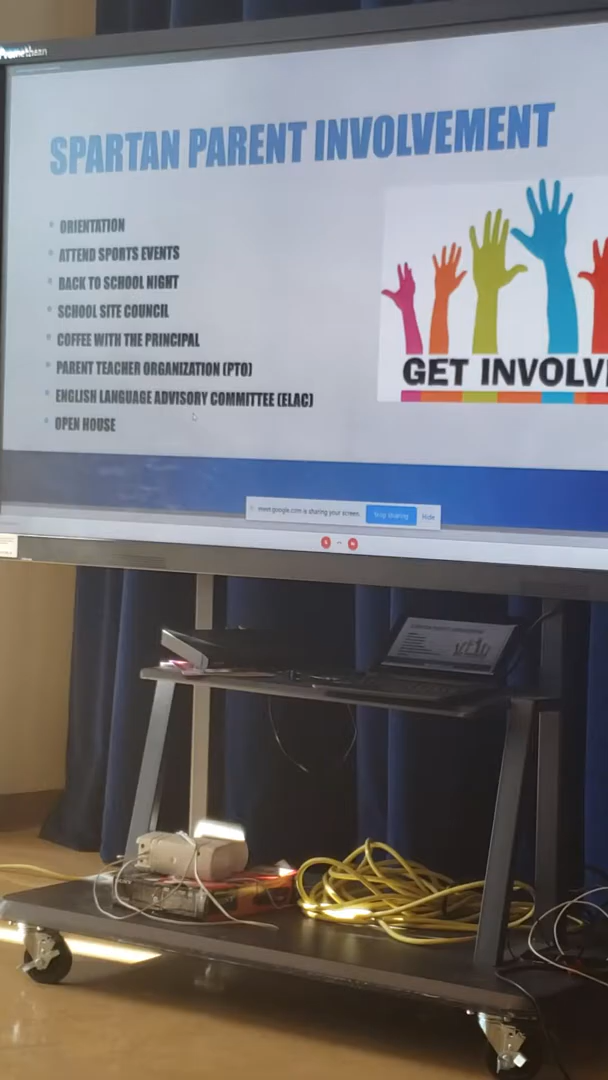 SPARTAN PARENT INVOLVEMENT
ORIENTATION
ATTEND SPORTS EVENTS
BACK TO SCHOOL NIGHT
SCHOOL SITE COUNCIL
COFFEE WITH THE PRINCIPAL
PARENT TEACHER ORGANIZATION (PTO)
ENGLISH LANGUAGE ADVISORY COMMITTEE (ELAC)
OPEN HOUSE
GET INVOLV
meet.google.com is sharing your screen. Stop sharing Hide